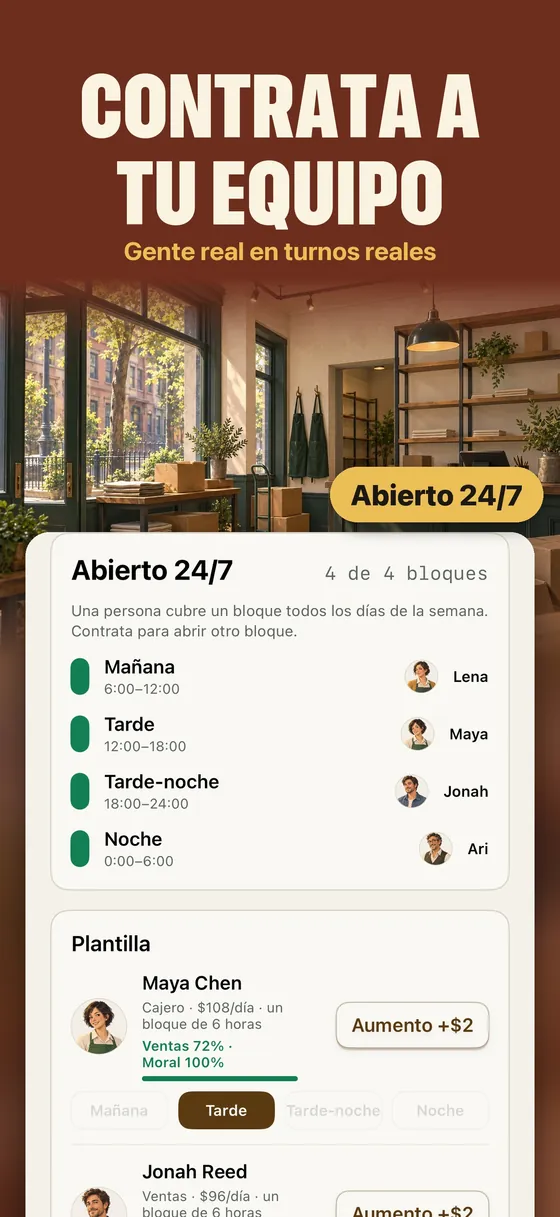 CONTRATA A
TU EQUIPO
Gente real en turnos reales
Abierto 24/7
Abierto 24/7
4 de 4 bloques
Una persona cubre un bloque todos los días de la semana.
Contrata para abrir otro bloque.
Mañana
6:00–12:00
Lena
Tarde
12:00–18:00
Maya
Tarde-noche
18:00–24:00
Jonah
Noche
0:00–6:00
Ari
Plantilla
Maya Chen
Cajero · $108/día · un
bloque de 6 horas
Ventas 72% ·
Moral 100%
Aumento +$2
Mañana
Tarde
Tarde-noche
Noche
Jonah Reed
Ventas · $96/día · un
bloque de 6 horas
Aumento +$2